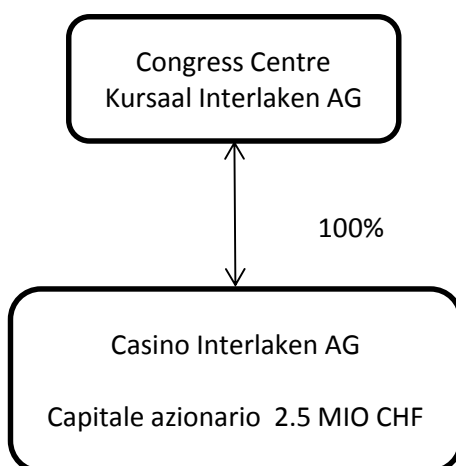 Congress Centre
Kursaal Interlaken AG
100%
Casino Interlaken AG
Capitale azionario 2.5 MIO CHF